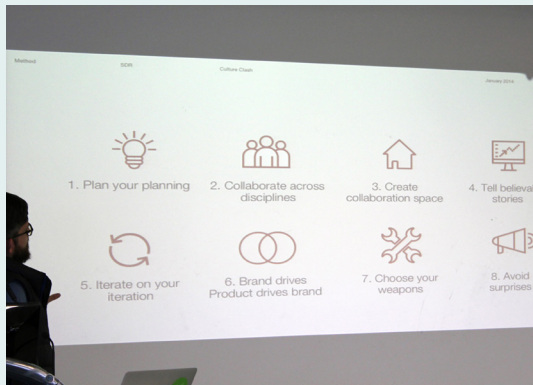 Method
Culture Clash
January 2014
1. Plan your planning
2. Collaborate across
disciplines
3. Create
collaboration space
4. Tell believa
stories
5. Iterate on your
iteration
6. Brand drives
Product drives brand
7. Choose your
weapons
8. Avoid
surprises